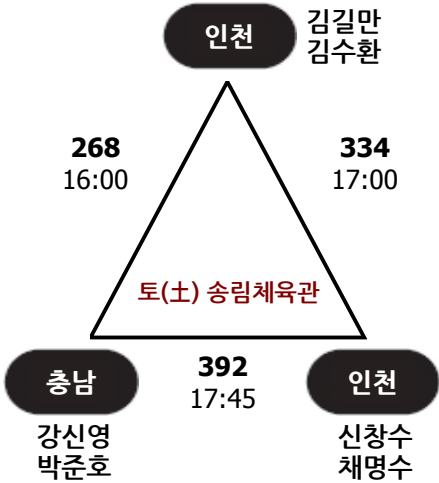 인천
김길만
김수환
268
16:00
334
17:00
토(土) 송림체육관
충남
392
17:45
인천
강신영
박준호
신창수
채명수